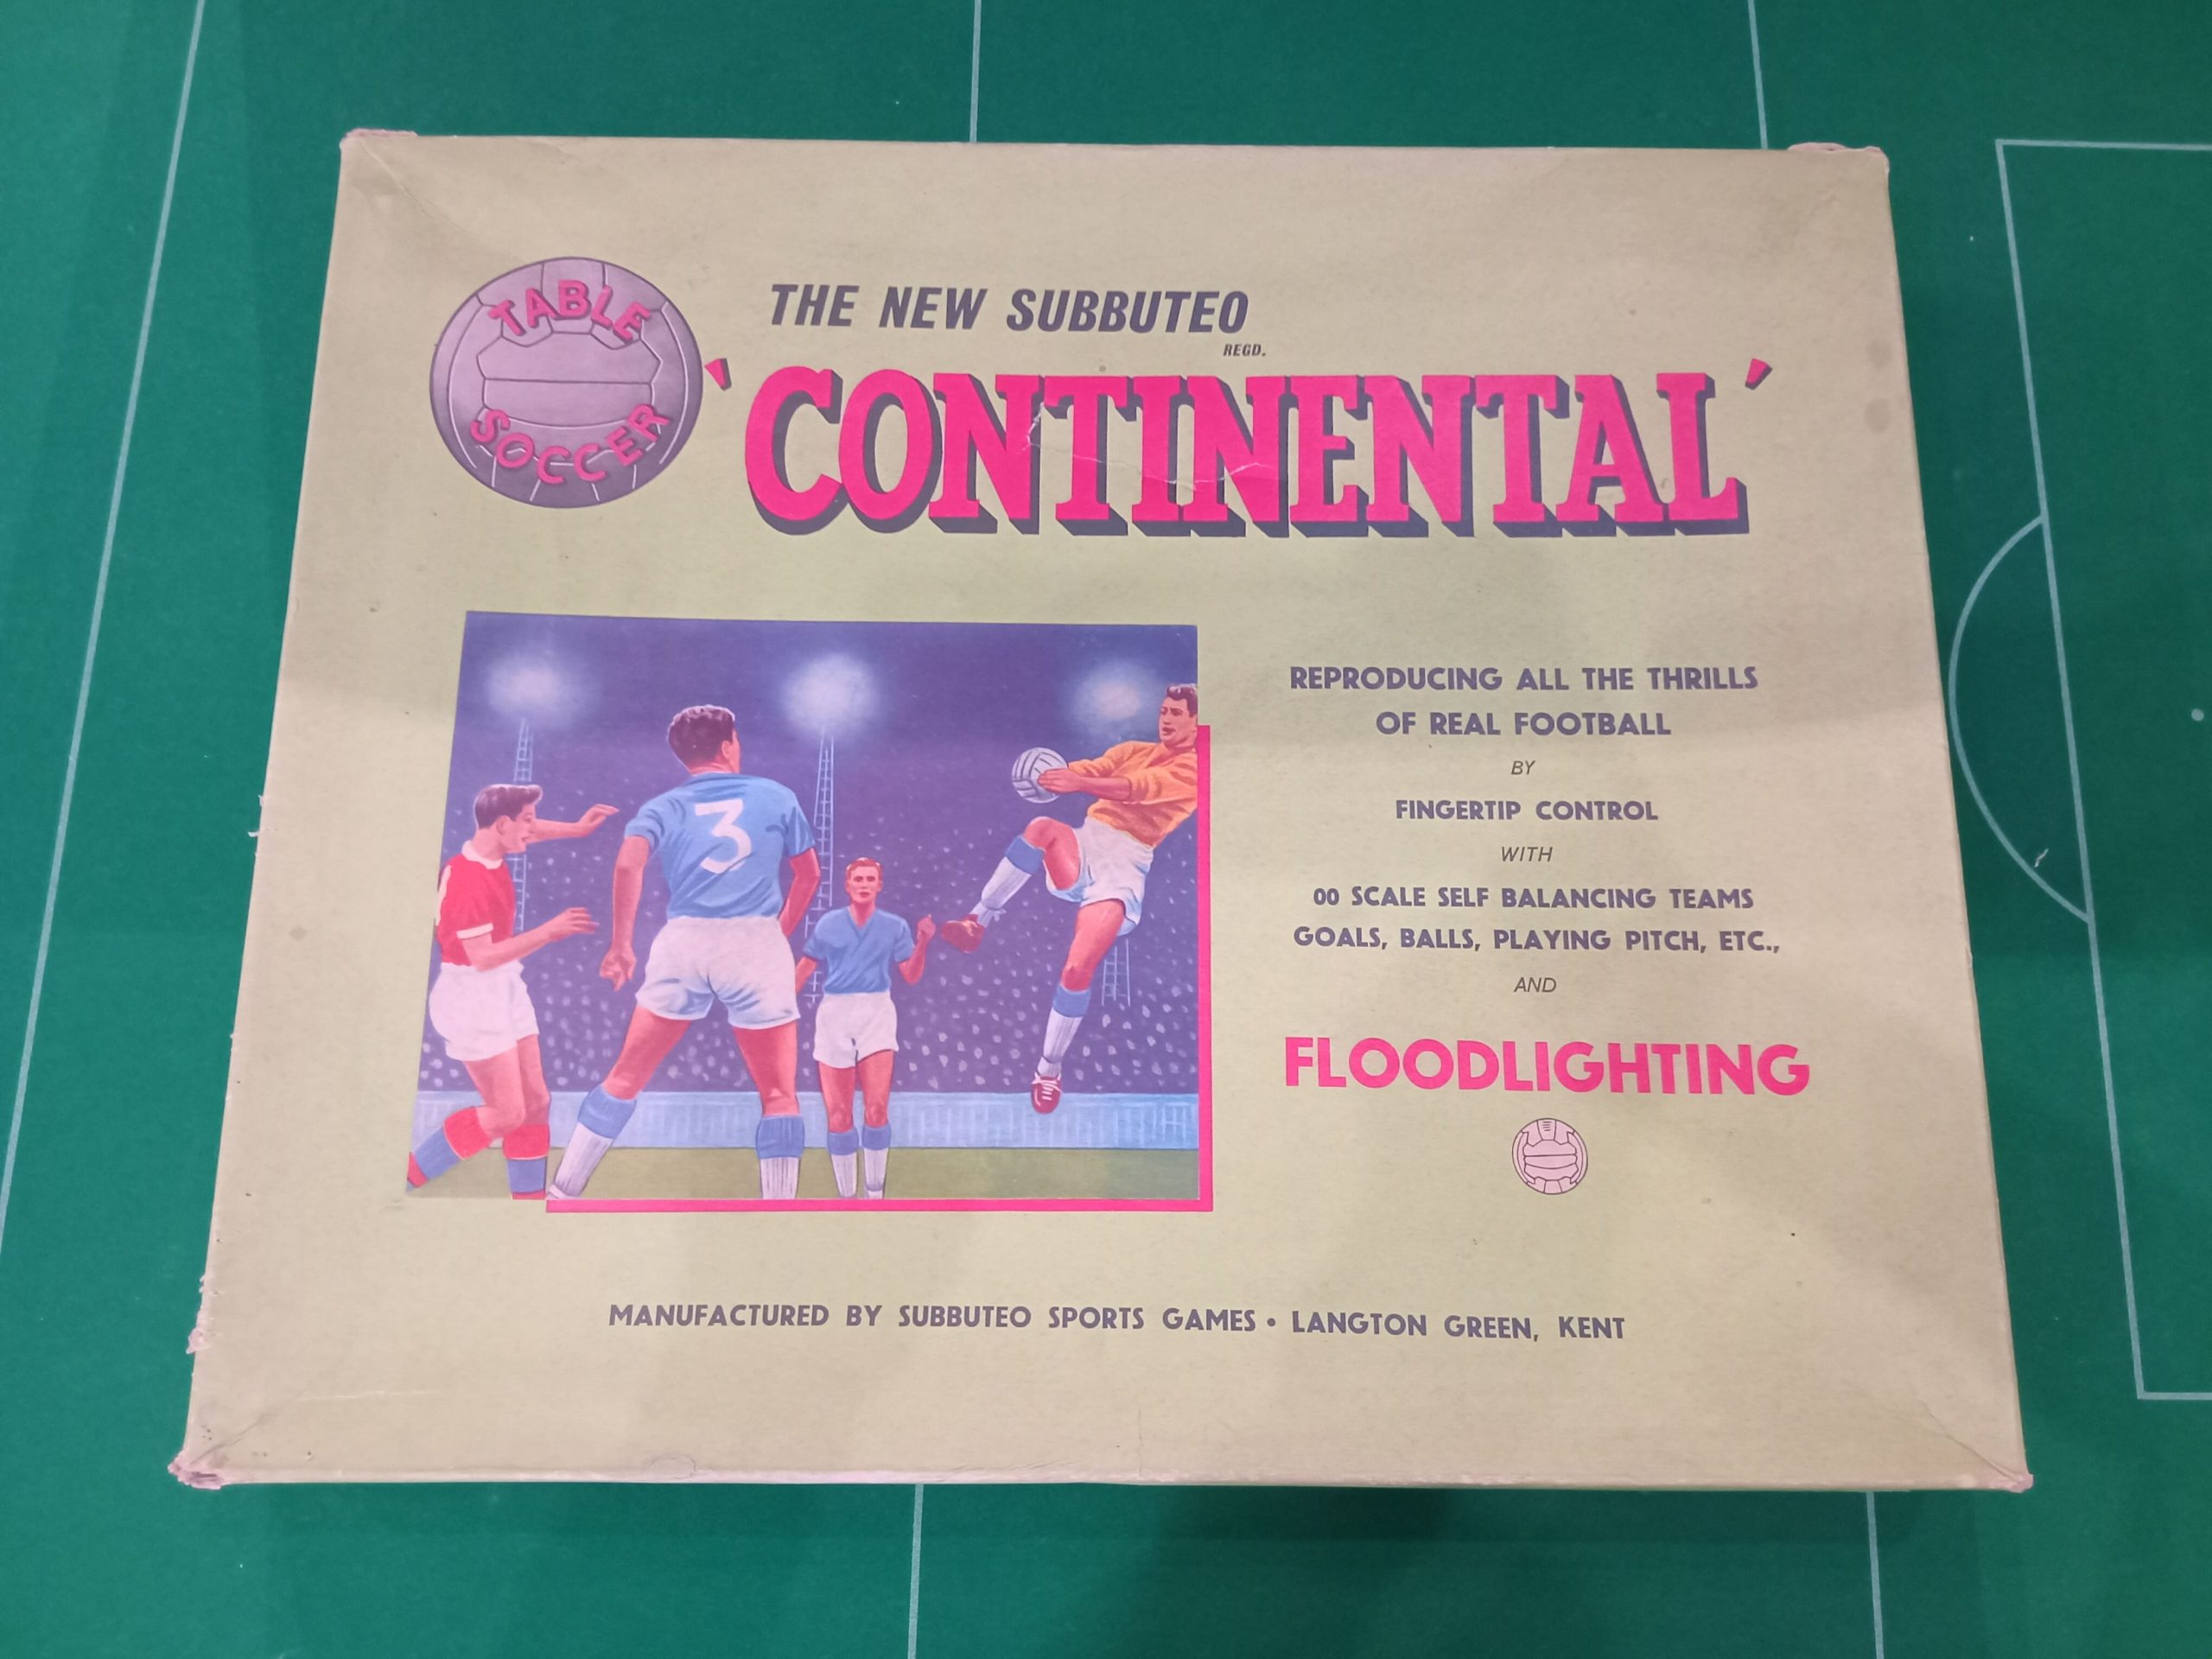 TABLE
SOCCER
THE NEW SUBBUTEO
REGD.
'CONTINENTAL'
3
REPRODUCING ALL THE THRILLS
OF REAL FOOTBALL
BY
FINGERTIP CONTROL
WITH
00 SCALE SELF BALANCING TEAMS
GOALS, BALLS, PLAYING PITCH, ETC.,
AND
FLOODLIGHTING
MANUFACTURED BY SUBBUTEO SPORTS GAMES • LANGTON GREEN, KENT